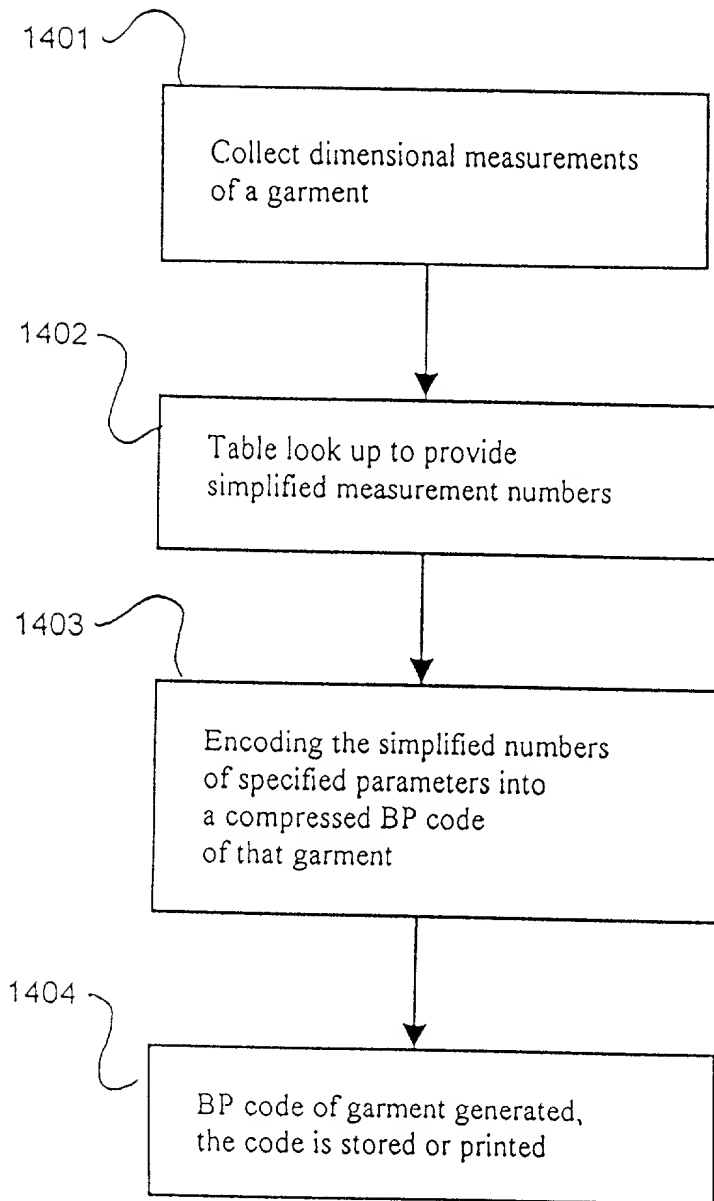 1401
Collect dimensional measurements
of a garment
1402
Table look up to provide
simplified measurement numbers
1403
Encoding the simplified numbers
of specified parameters into
a compressed BP code
of that garment
1404
BP code of garment generated,
the code is stored or printed